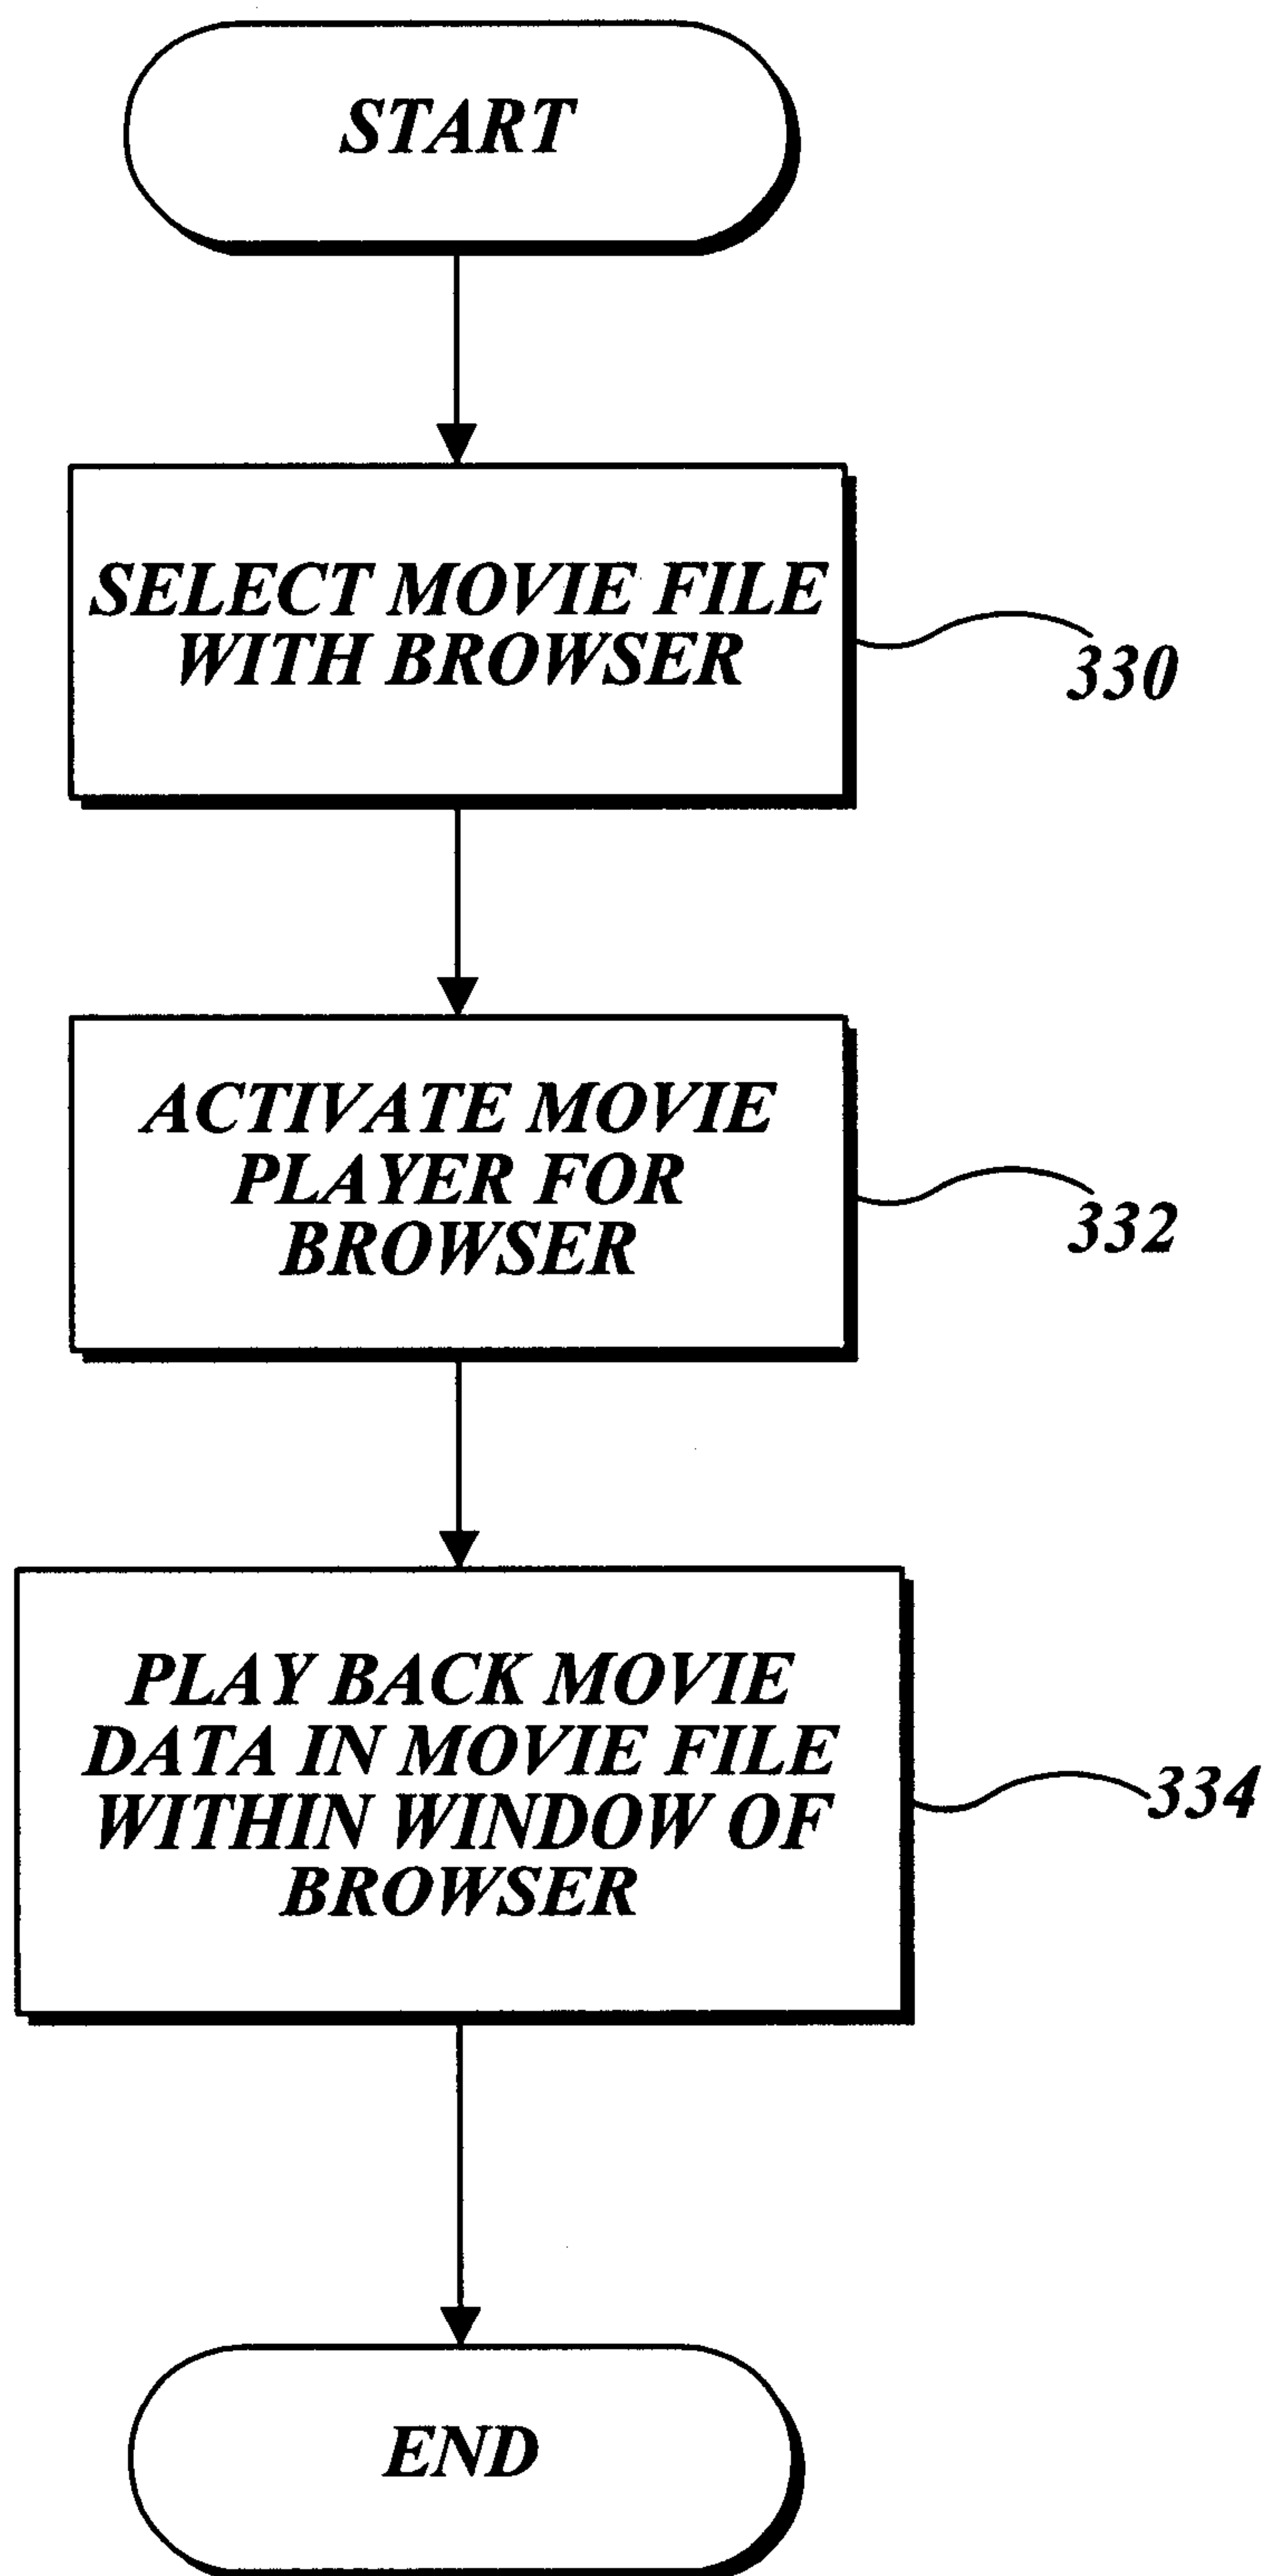 START
SELECT MOVIE FILE
WITH BROWSER
330
ACTIVATE MOVIE
PLAYER FOR
BROWSER
332
PLAY BACK MOVIE
DATA IN MOVIE FILE
WITHIN WINDOW OF
BROWSER
334
END